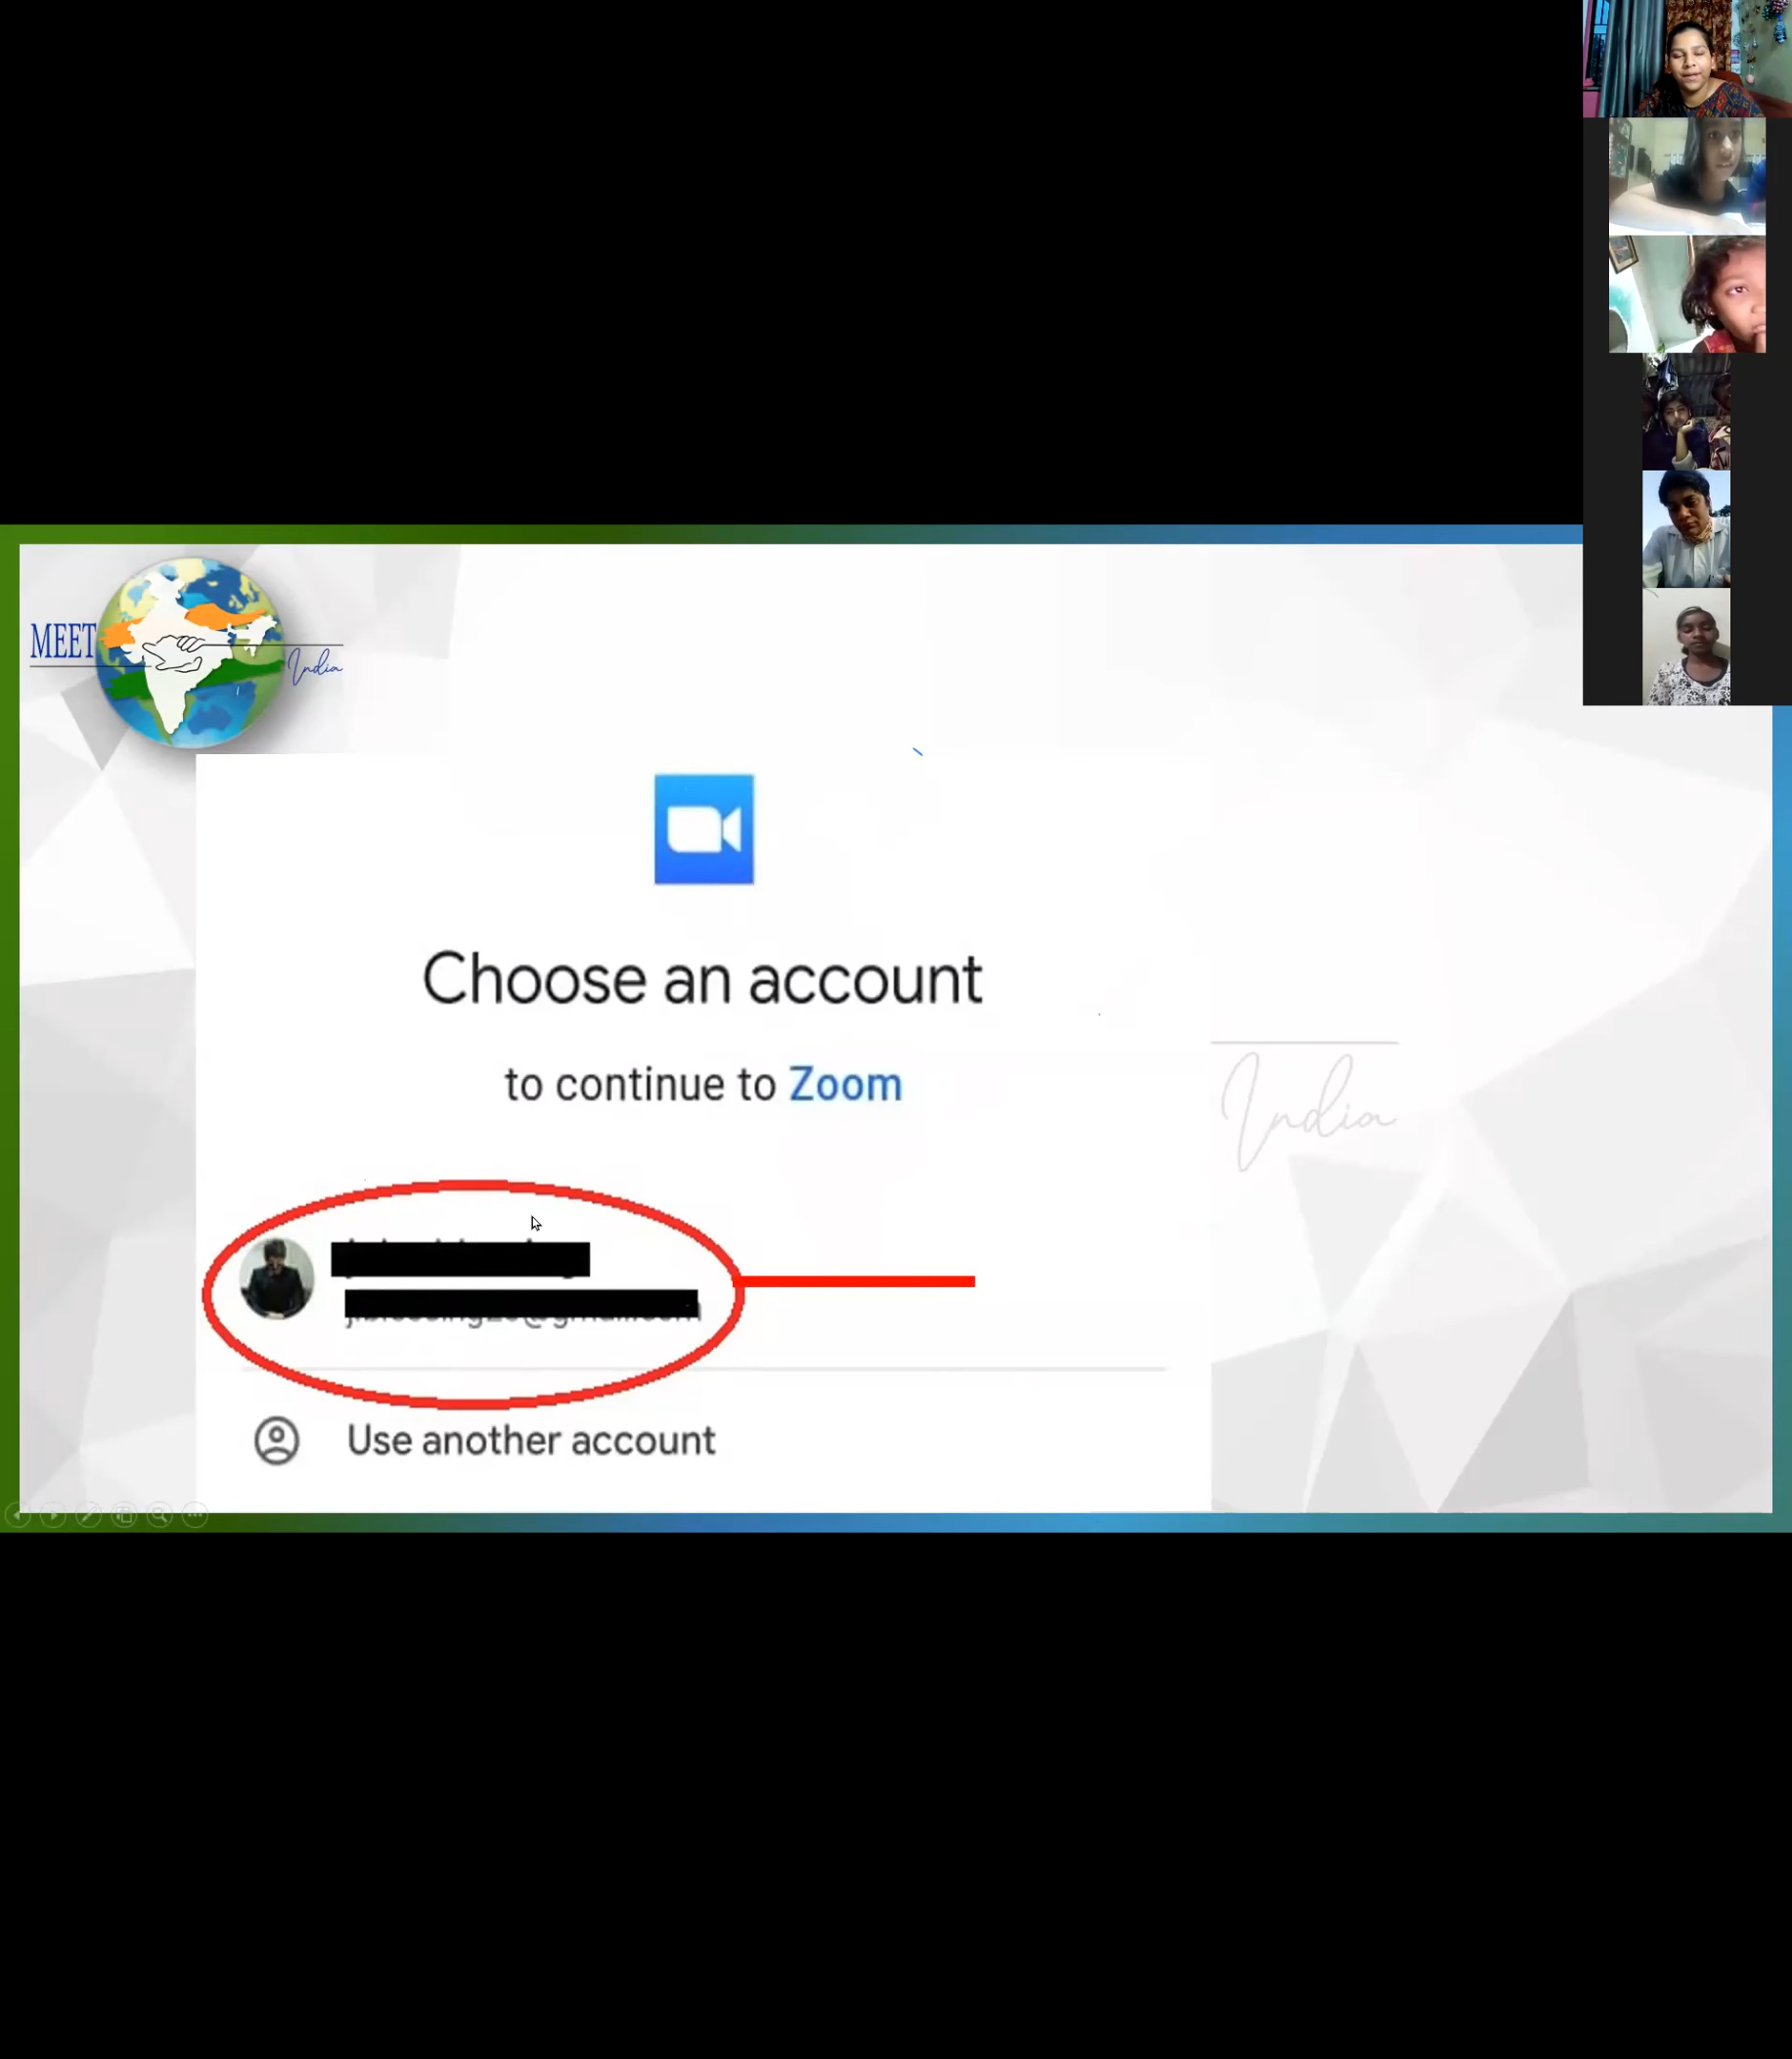 MEET
India
Choose an account
to continue to Zoom
India
Use another account